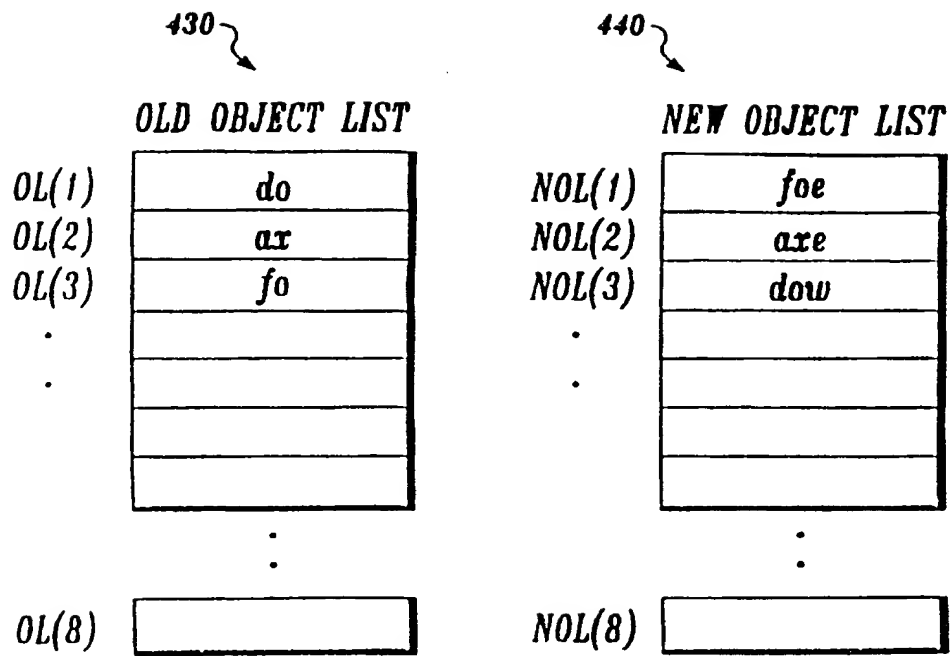 430 440
OLD OBJECT LIST NEW OBJECT LIST
OL(1) do NOL(1) foe
OL(2) ax NOL(2) axe
OL(3) fo NOL(3) dow
OL(8) NOL(8)